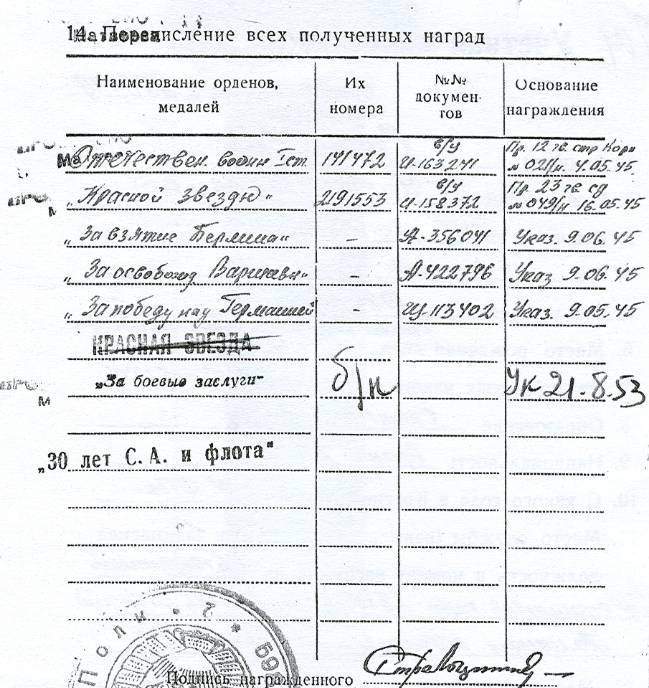 14. Перечисление всех полученных наград
Наименование орденов, медалей
Их номера
№№ документов
Основание награждения
Отечествен. войны I ст. 141472 в/у И-163241 Пр. 12 гв. стр Корп № 021/н. 4.05.45
„Красной Звезды" 2191553 в/у И-158372 Пр. 23 гв сд № 049/н 16.05.45
„За взятие Берлина" - А-356041 Указ. 9.06.45
„За освобожд Варшавы" - А-422796 Указ 9.06.45
„За победу над Германией - 113402 Указ. 9.05.45
КРАСНАЯ ЗВЕЗДА
„За боевые заслуги" б/н Ук 21.8.53
„30 лет С. А. и флота"
Подпись награжденного